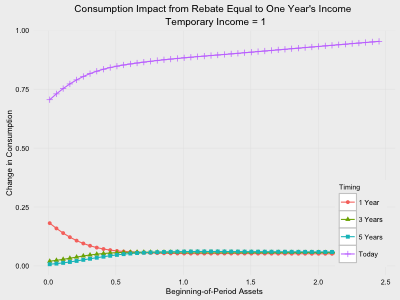 Consumption Impact from Rebate Equal to One Year's Income
Temporary Income = 1
Change in Consumption
1.00
0.75
0.50
0.25
0.00
0.0 0.5 1.0 1.5 2.0 2.5
Beginning-of-Period Assets
Timing
1 Year
3 Years
5 Years
Today